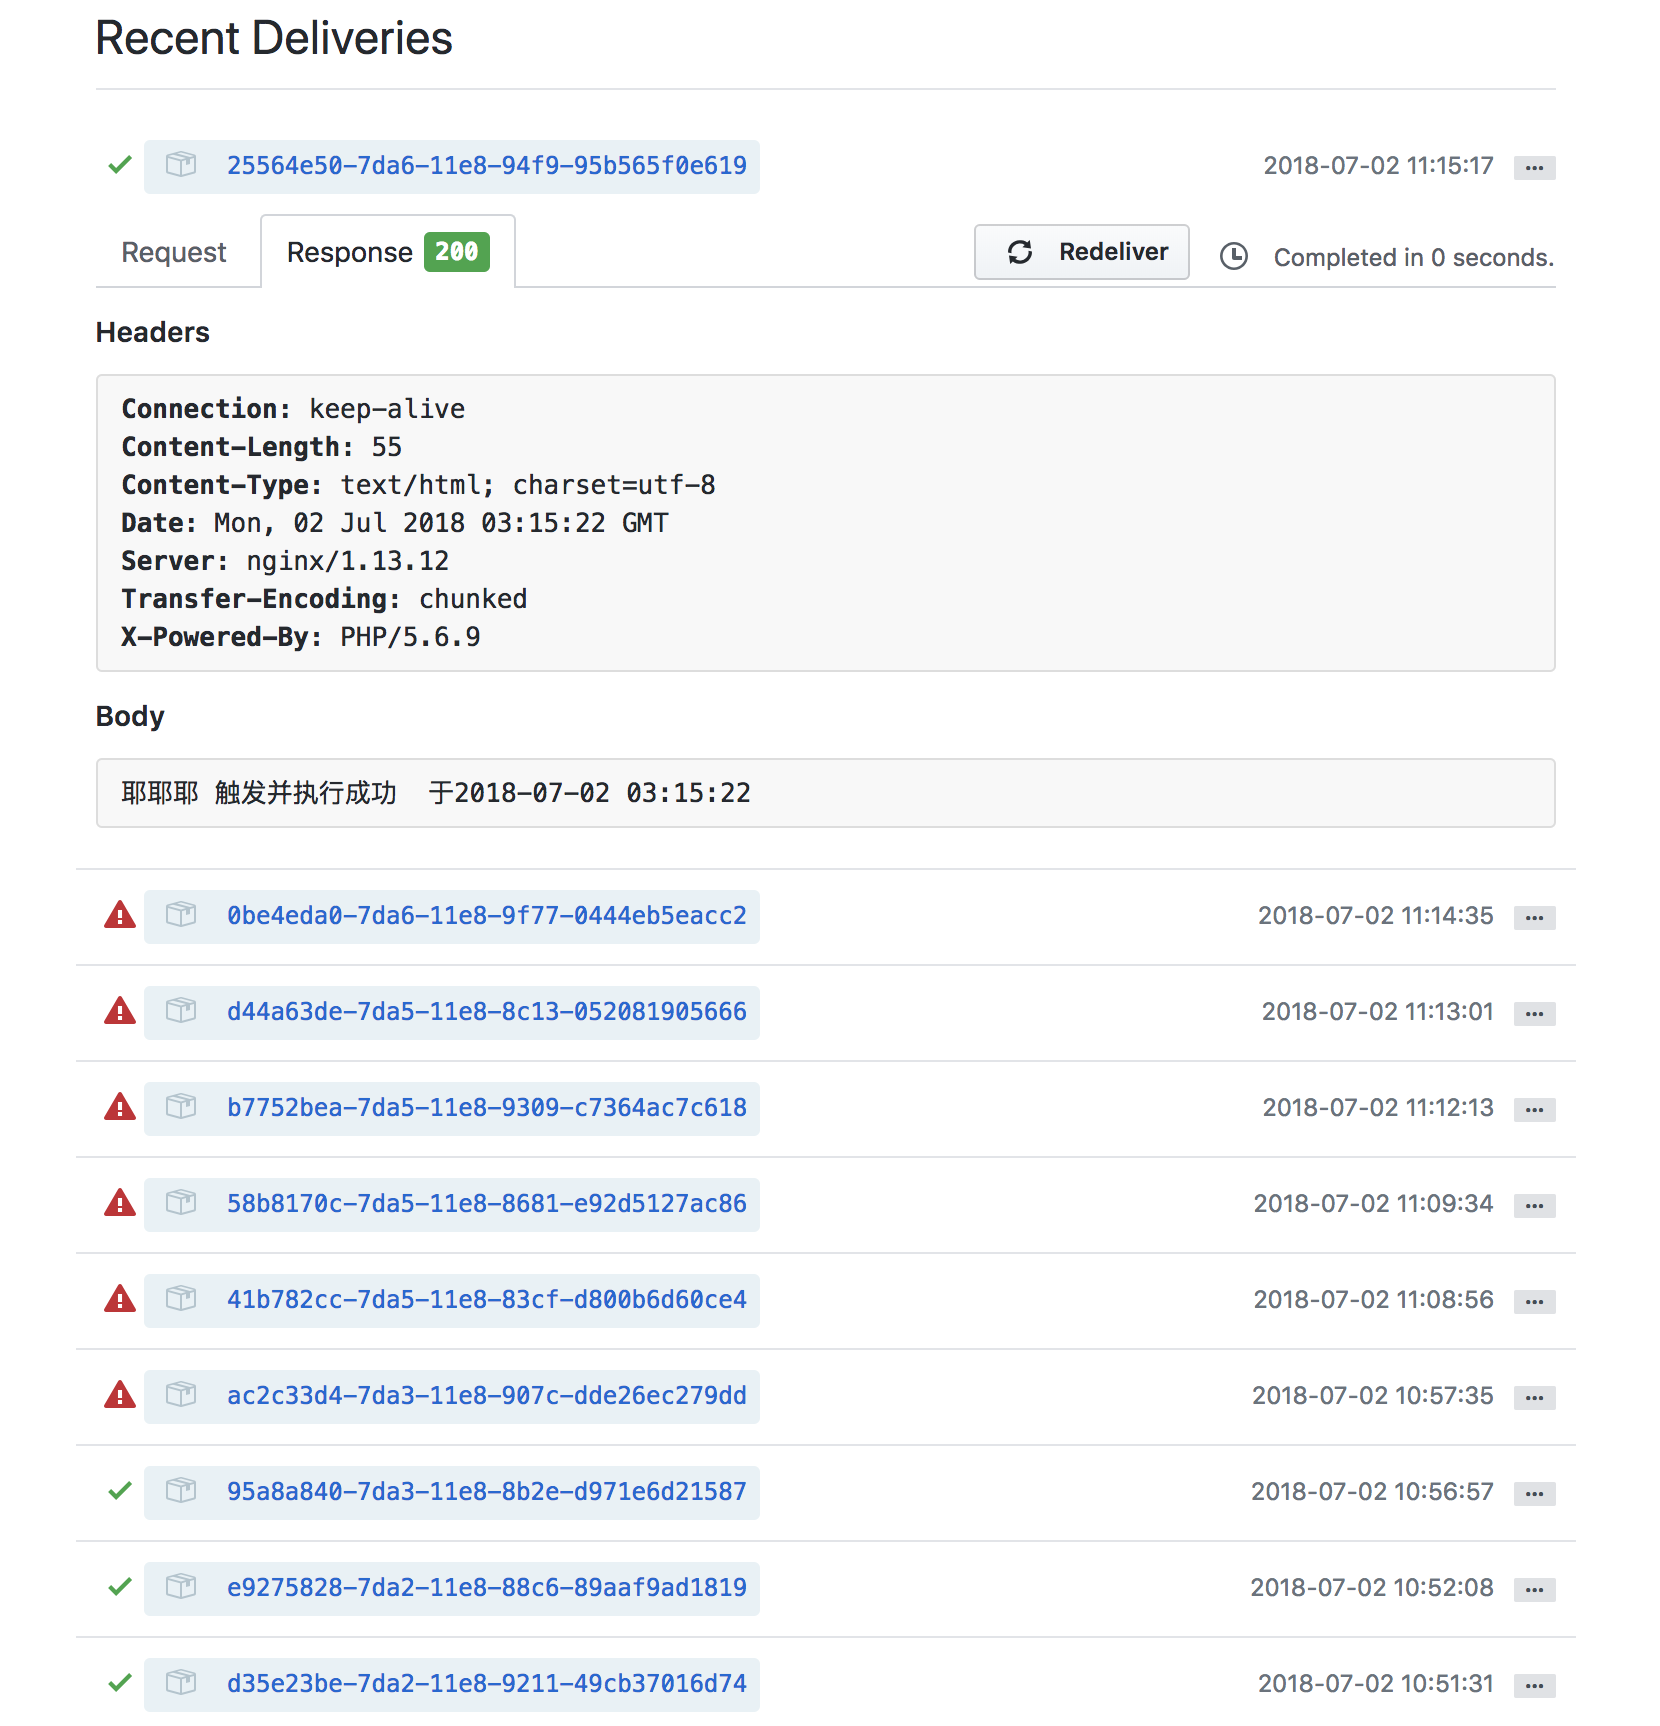 Recent Deliveries
25564e50-7da6-11e8-94f9-95b565f0e619 2018-07-02 11:15:17 ...
Request Response 200 Redeliver Completed in 0 seconds.
Headers
Connection: keep-alive
Content-Length: 55
Content-Type: text/html; charset=utf-8
Date: Mon, 02 Jul 2018 03:15:22 GMT
Server: nginx/1.13.12
Transfer-Encoding: chunked
X-Powered-By: PHP/5.6.9
Body
耶耶耶 触发并执行成功  于2018-07-02 03:15:22
0be4eda0-7da6-11e8-9f77-0444eb5eacc2 2018-07-02 11:14:35 ...
d44a63de-7da5-11e8-8c13-052081905666 2018-07-02 11:13:01 ...
b7752bea-7da5-11e8-9309-c7364ac7c618 2018-07-02 11:12:13 ...
58b8170c-7da5-11e8-8681-e92d5127ac86 2018-07-02 11:09:34 ...
41b782cc-7da5-11e8-83cf-d800b6d60ce4 2018-07-02 11:08:56 ...
ac2c33d4-7da3-11e8-907c-dde26ec279dd 2018-07-02 10:57:35 ...
95a8a840-7da3-11e8-8b2e-d971e6d21587 2018-07-02 10:56:57 ...
e9275828-7da2-11e8-88c6-89aaf9ad1819 2018-07-02 10:52:08 ...
d35e23be-7da2-11e8-9211-49cb37016d74 2018-07-02 10:51:31 ...